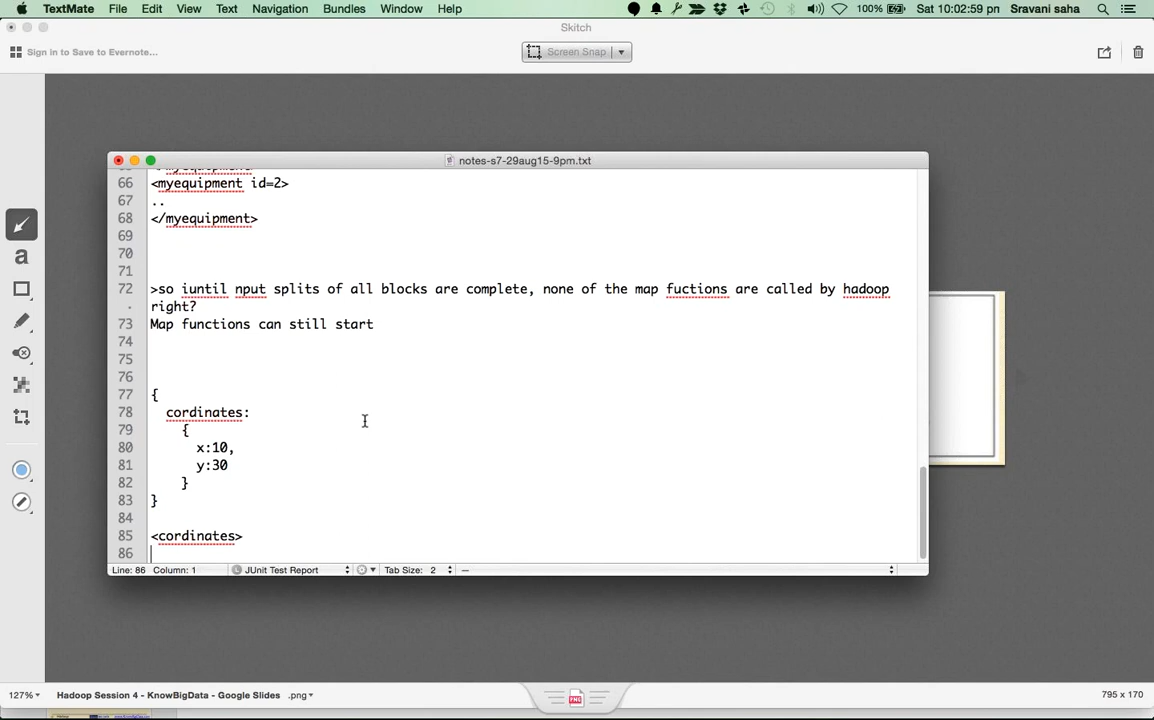 TextMate File Edit View Text Navigation Bundles Window Help 100% Sat 10:02:59 pn Sravani saha
Skitch
Sign in to Save to Evernote... Screen Snap
notes-s7-29aug15-9pm.txt
66 <myequipment id=2>
67 ..
68 </myequipment>
69
70
71
72 >so iuntil nput splits of all blocks are complete, none of the map fuctions are called by hadoop
· right?
73 Map functions can still start
74
75
76
77 {
78 cordinates:
79 {
80 x:10,
81 y:30
82 }
83 }
84
85 <cordinates>
86
Line: 86 Column: 1 JUnit Test Report Tab Size: 2 —
a
127% Hadoop Session 4 - KnowBigData - Google Slides .png 795 x 170